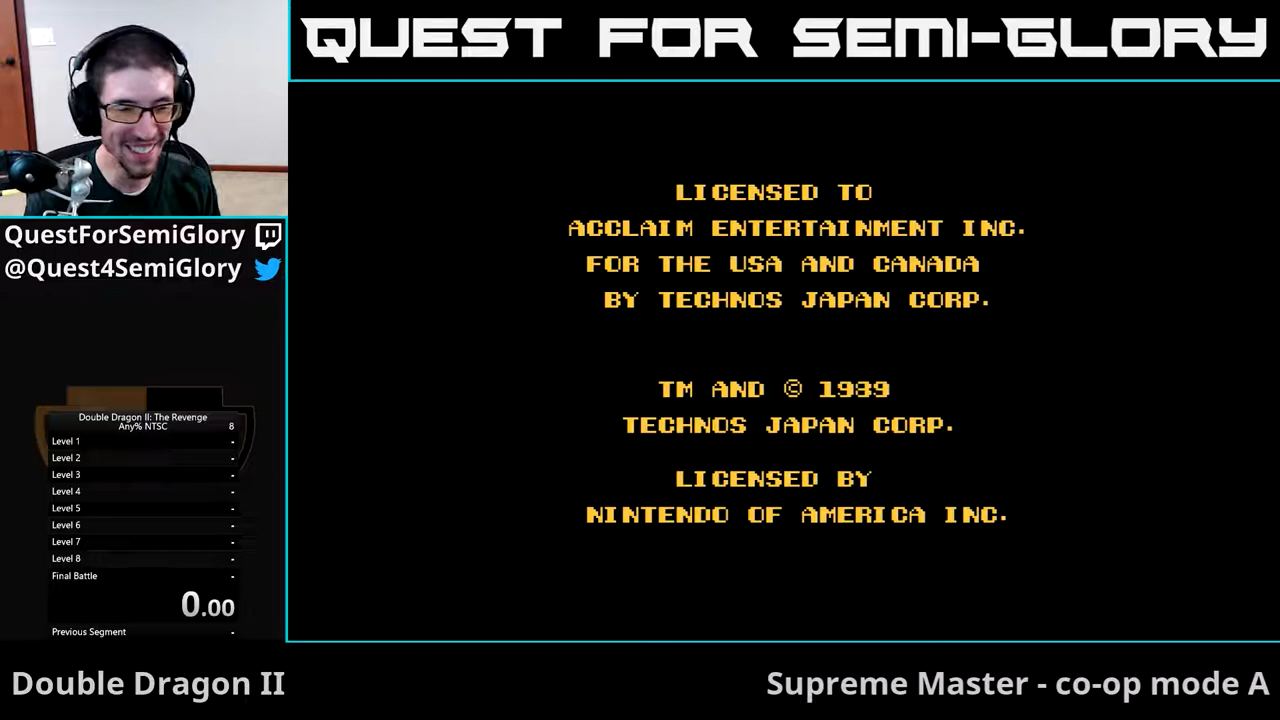 QUEST FOR SEMI-GLORY
QuestForSemiGlory
@Quest4SemiGlory
LICENSED TO
ACCLAIM ENTERTAINMENT INC.
FOR THE USA AND CANADA
BY TECHNOS JAPAN CORP.
TM AND © 1989
TECHNOS JAPAN CORP.
LICENSED BY
NINTENDO OF AMERICA INC.
Double Dragon II: The Revenge
Any% NTSC 8
Level 1 -
Level 2 -
Level 3 -
Level 4 -
Level 5 -
Level 6 -
Level 7 -
Level 8 -
Final Battle -
0.00
Previous Segment -
Double Dragon II
Supreme Master - co-op mode A